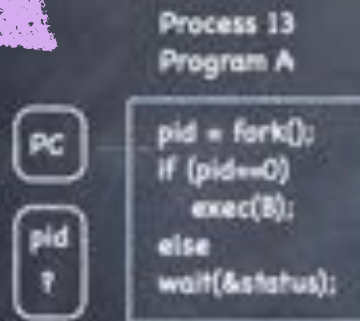 Process 13
Program A
PC
pid = fork();
if (pid==0)
exec(B);
else
wait(&status);
pid
?